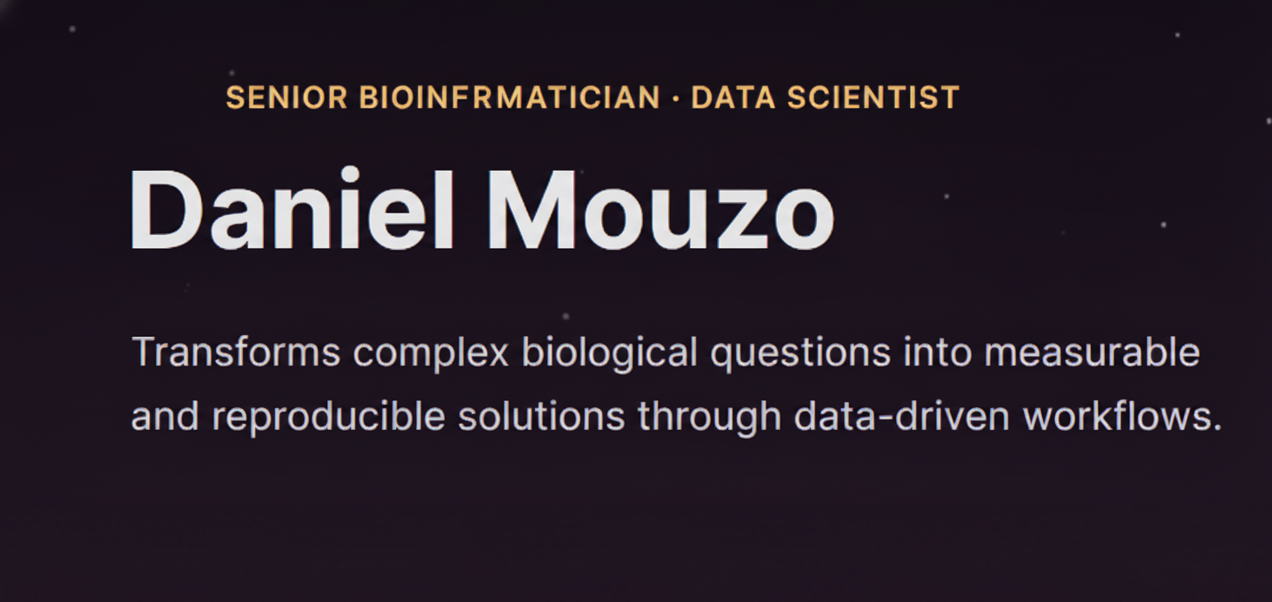 SENIOR BIOINFRMATICIAN · DATA SCIENTIST
Daniel Mouzo
Transforms complex biological questions into measurable
and reproducible solutions through data-driven workflows.